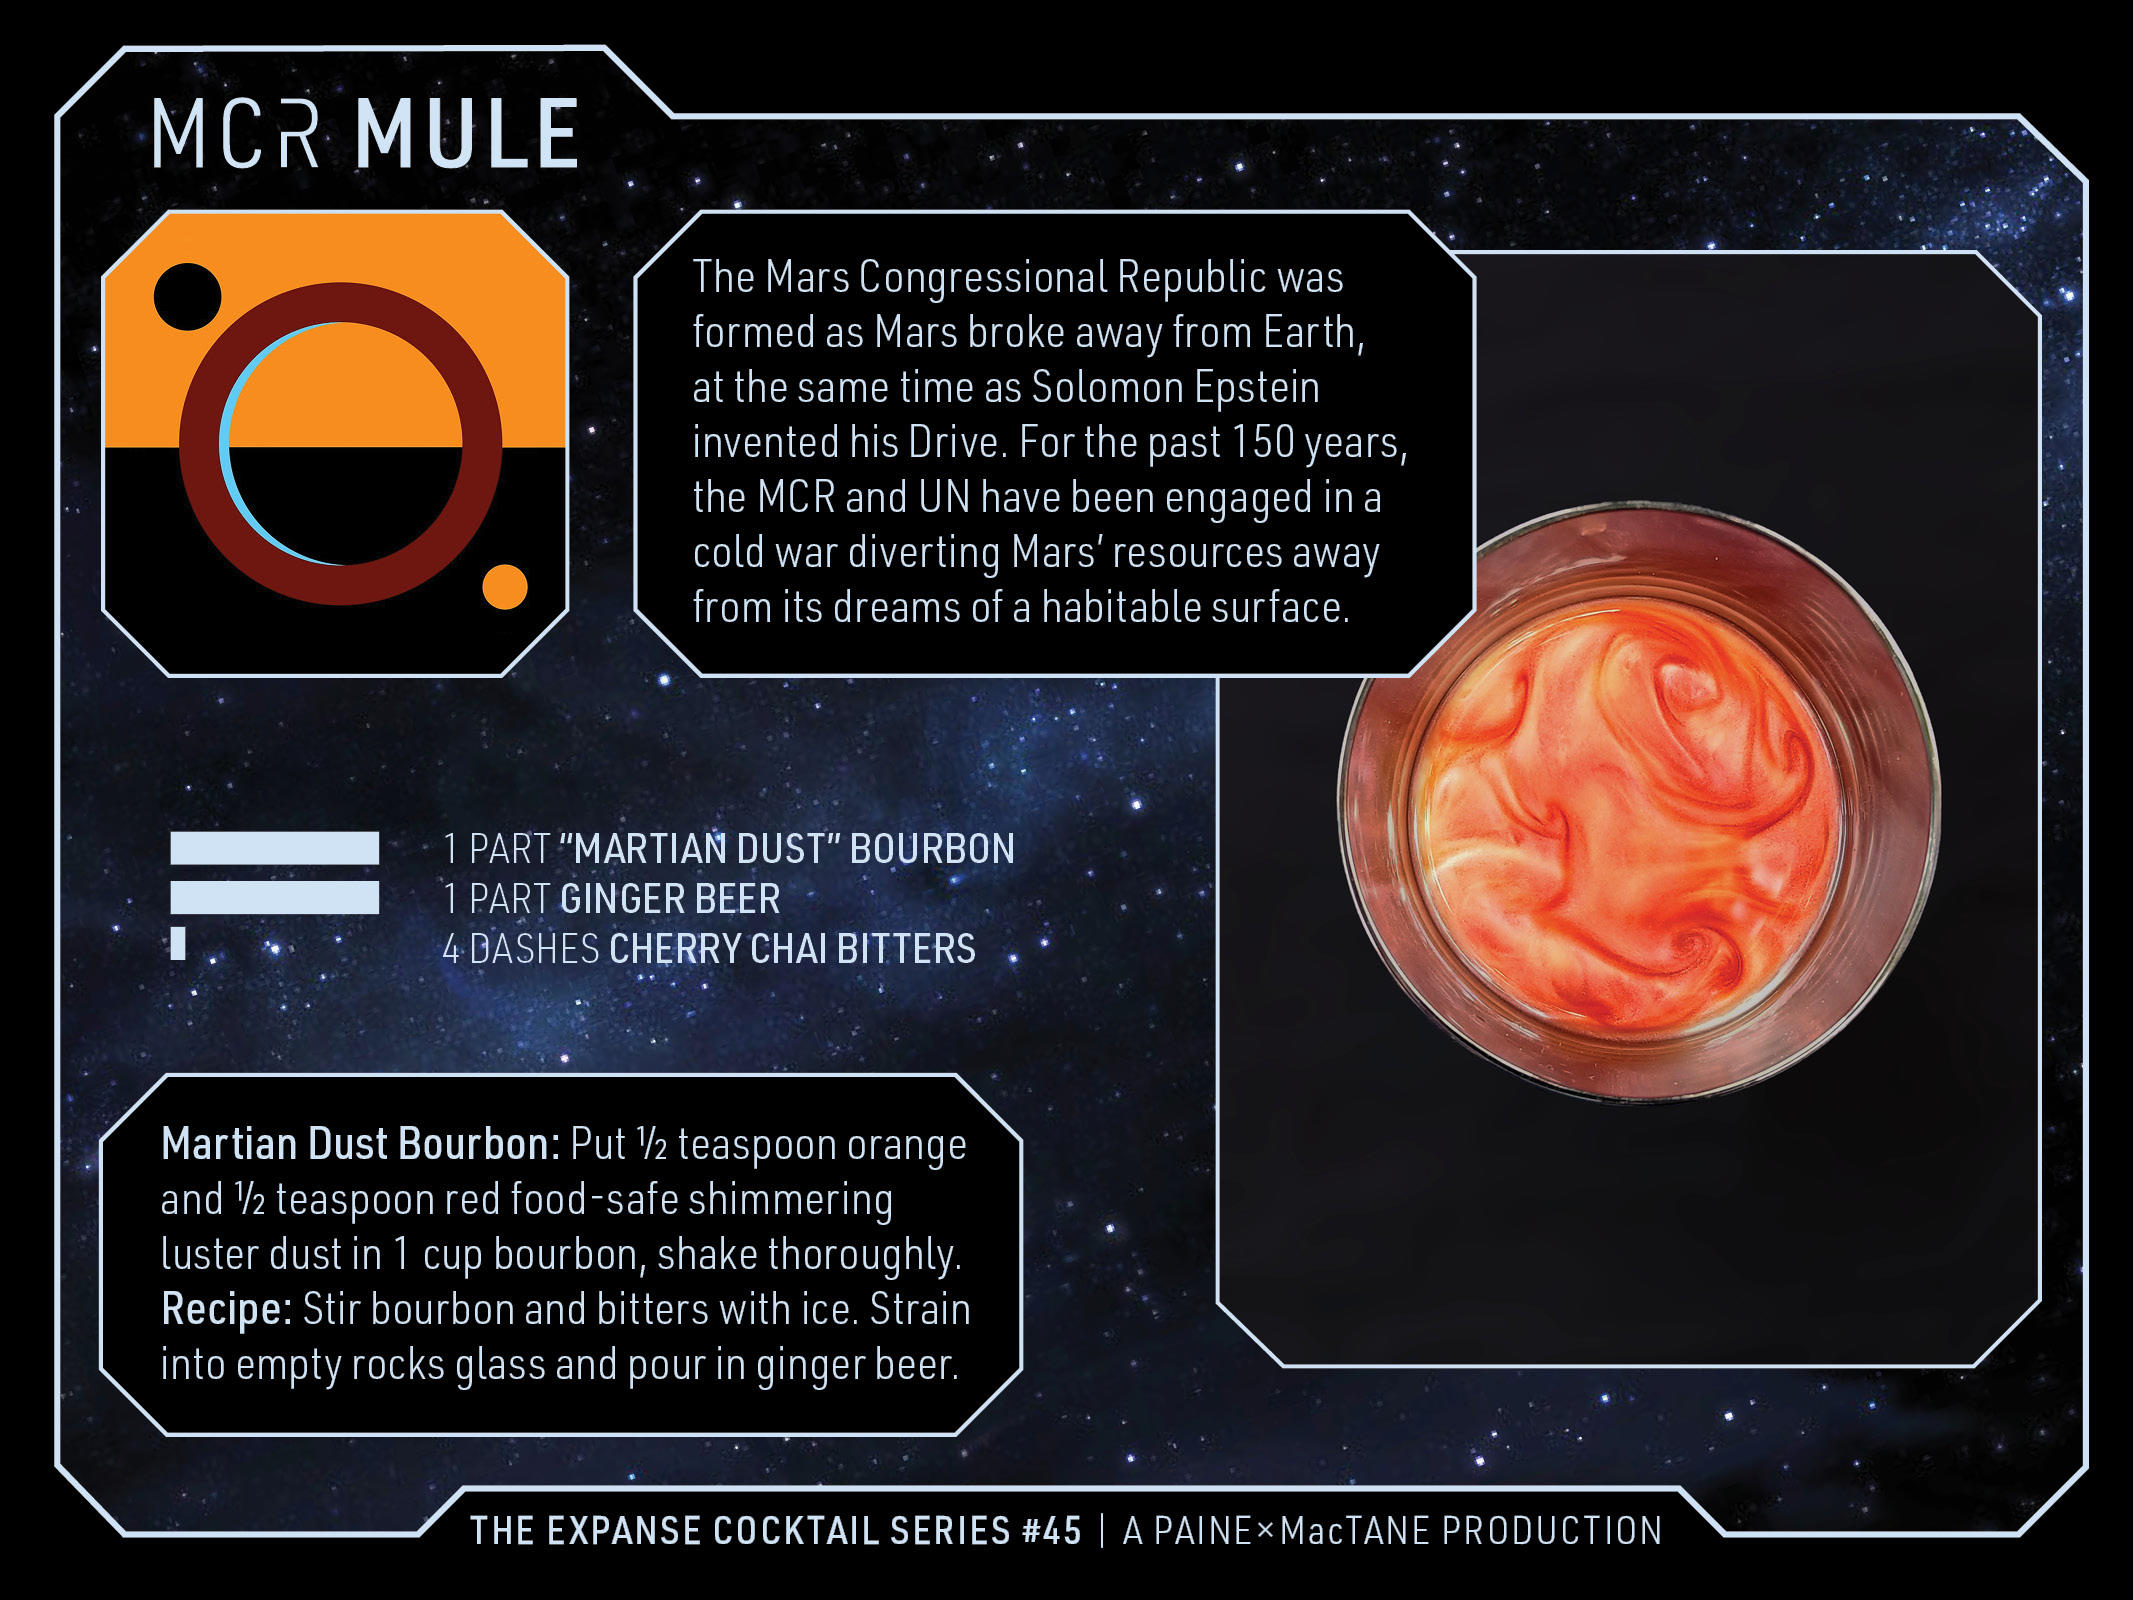 MCR MULE
The Mars Congressional Republic was
formed as Mars broke away from Earth,
at the same time as Solomon Epstein
invented his Drive. For the past 150 years,
the MCR and UN have been engaged in a
cold war diverting Mars’ resources away
from its dreams of a habitable surface.
1 PART “MARTIAN DUST” BOURBON
1 PART GINGER BEER
4 DASHES CHERRY CHAI BITTERS
Martian Dust Bourbon: Put ½ teaspoon orange
and ½ teaspoon red food-safe shimmering
luster dust in 1 cup bourbon, shake thoroughly.
Recipe: Stir bourbon and bitters with ice. Strain
into empty rocks glass and pour in ginger beer.
THE EXPANSE COCKTAIL SERIES #45 | A PAINE×MacTANE PRODUCTION